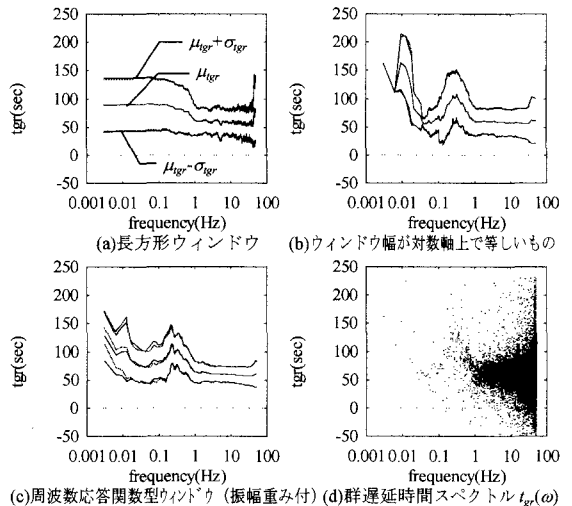 250
200
150
100
50
0
-50
tgr(sec)
μtgr+σtgr
μtgr
μtgr-σtgr
0.001 0.01 0.1 1 10 100
frequency(Hz)
(a)長方形ウィンドウ
250
200
150
100
50
0
-50
tgr(sec)
0.001 0.01 0.1 1 10 100
frequency(Hz)
(b)ウィンドウ幅が対数軸上で等しいもの
250
200
150
100
50
0
-50
tgr(sec)
0.001 0.01 0.1 1 10 100
frequency(Hz)
(c)周波数応答関数型ウィンドウ(振幅重み付)
250
200
150
100
50
0
-50
tgr(sec)
0.001 0.01 0.1 1 10 100
frequency(Hz)
(d)群遅延時間スペクトル tgr(ω)